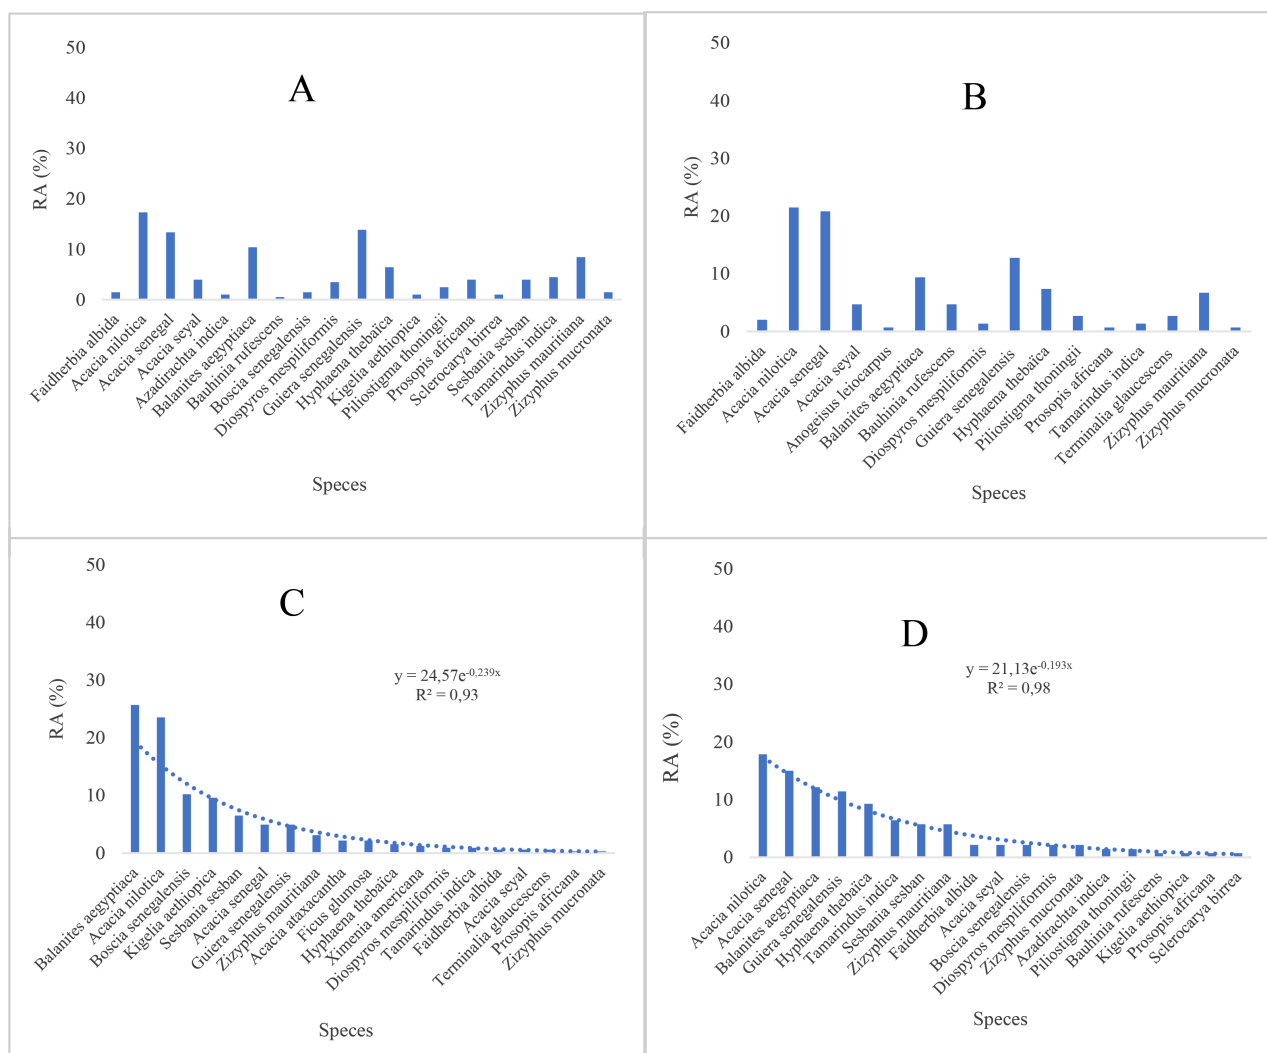 A
RA (%)
50
40
30
20
10
0
Faidherbia albida
Acacia nilotica
Acacia senegal
Acacia seyal
Azadirachta indica
Balanites aegyptiaca
Bauhinia rufescens
Boscia senegalensis
Diospyros mespiliformis
Guiera senegalensis
Hyphaena thebaïca
Kigelia aethiopica
Piliostigma thoningii
Prosopis africana
Sclerocarya birrea
Sesbania sesban
Tamarindus indica
Zizyphus mauritiana
Zizyphus mucronata
Speces
B
RA (%)
50
40
30
20
10
0
Faidherbia albida
Acacia nilotica
Acacia senegal
Acacia seyal
Anogeisus leiocarpus
Balanites aegyptiaca
Bauhinia rufescens
Diospyros mespiliformis
Guiera senegalensis
Hyphaena thebaïca
Piliostigma thoningii
Prosopis africana
Tamarindus indica
Terminalia glaucescens
Zizyphus mauritiana
Zizyphus mucronata
Speces
C
RA (%)
50
40
30
20
10
0
y = 24,57e-0,239x
R² = 0,93
Balanites aegyptiaca
Acacia nilotica
Boscia senegalensis
Kigelia aethiopica
Sesbania sesban
Acacia senegal
Guiera senegalensis
Zizyphus mauritiana
Acacia ataxacantha
Ficus glumosa
Hyphaena thebaïca
Ximenia americana
Diospyros mespiliformis
Tamarindus indica
Faidherbia albida
Acacia seyal
Terminalia glaucescens
Prosopis africana
Zizyphus mucronata
Speces
D
RA (%)
50
40
30
20
10
0
y = 21,13e-0,193x
R² = 0,98
Acacia nilotica
Acacia senegal
Balanites aegyptiaca
Guiera senegalensis
Hyphaena thebaïca
Tamarindus indica
Sesbania sesban
Zizyphus mauritiana
Faidherbia albida
Acacia seyal
Boscia senegalensis
Diospyros mespiliformis
Zizyphus mucronata
Azadirachta indica
Piliostigma thoningii
Bauhinia rufescens
Kigelia aethiopica
Prosopis africana
Sclerocarya birrea
Speces